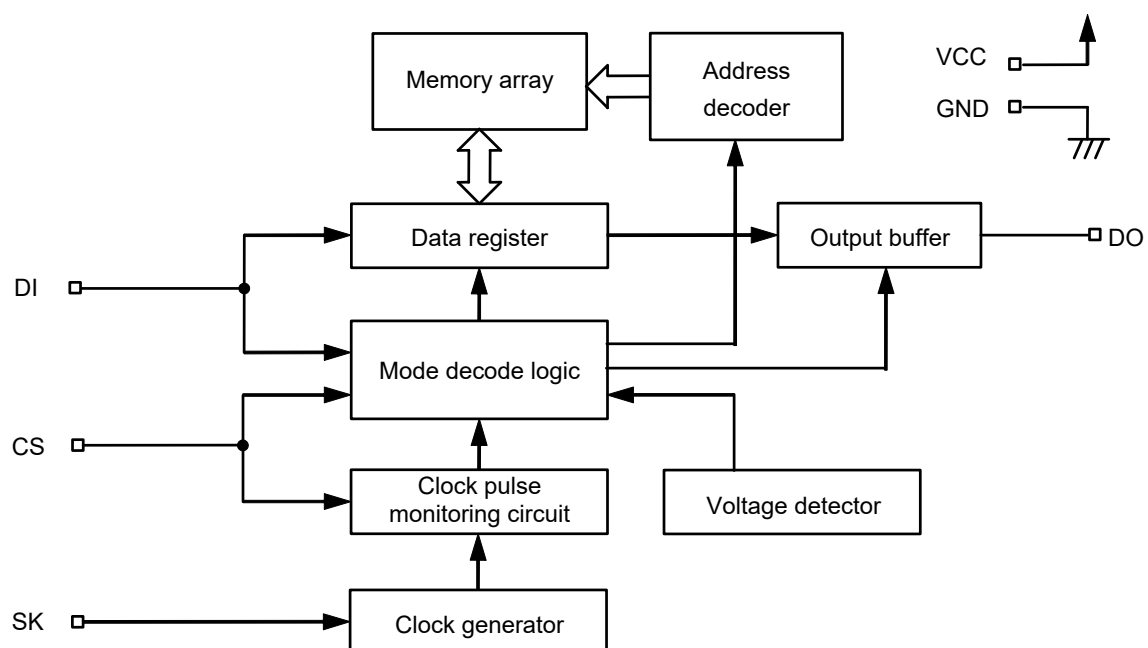 Memory array
Address
decoder
VCC
GND
Data register
Output buffer
DO
DI
Mode decode logic
CS
Clock pulse
monitoring circuit
Voltage detector
SK
Clock generator